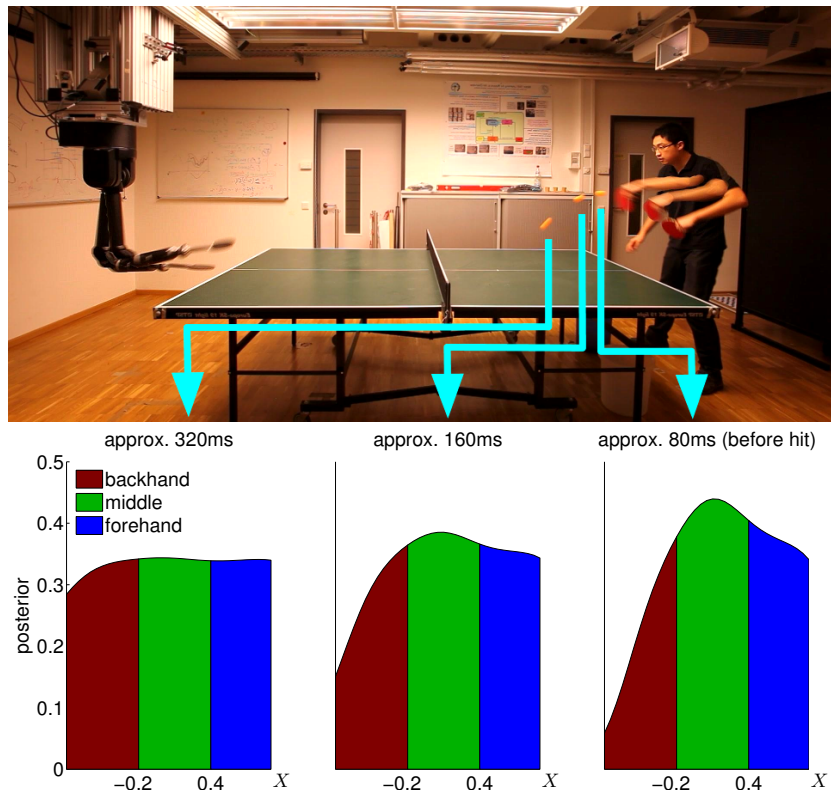 approx. 320ms
approx. 160ms
approx. 80ms (before hit)
0.5
0.4
0.3
0.2
0.1
0
posterior
backhand
middle
forehand
−0.2
0.4
X
−0.2
0.4
X
−0.2
0.4
X